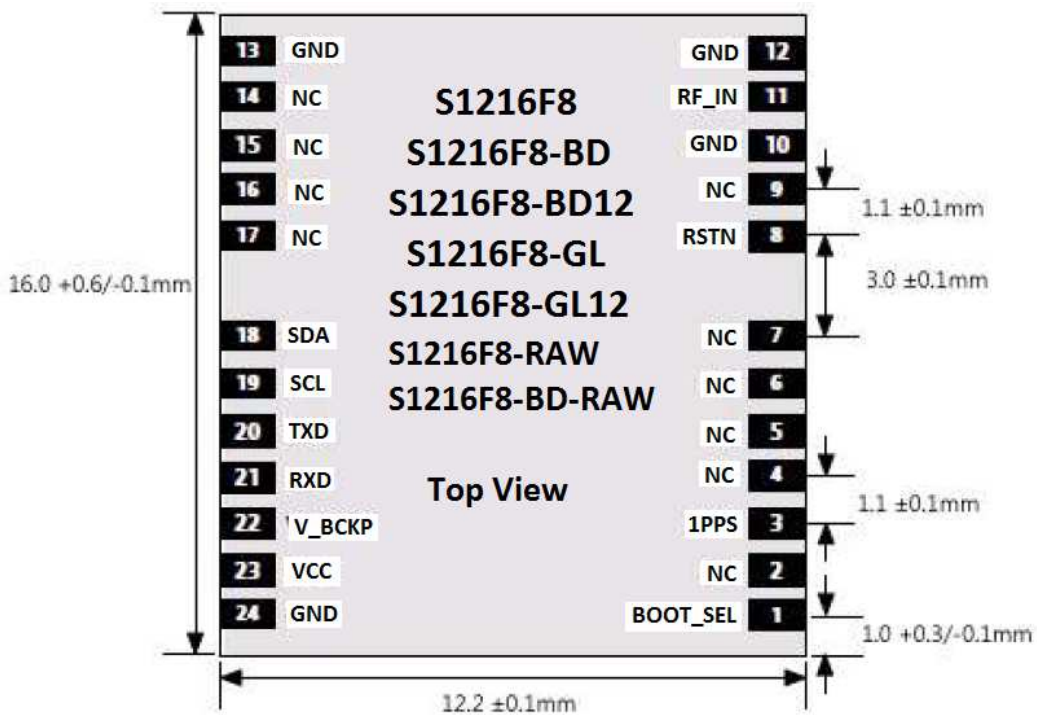 13 GND GND 12
14 NC S1216F8 RF_IN 11
15 NC S1216F8-BD GND 10
16 NC S1216F8-BD12 NC 9
1.1 ±0.1mm
17 NC S1216F8-GL RSTN 8
16.0 +0.6/-0.1mm
3.0 ±0.1mm
S1216F8-GL12
18 SDA S1216F8-RAW NC 7
19 SCL S1216F8-BD-RAW NC 6
20 TXD NC 5
21 RXD Top View NC 4
1.1 ±0.1mm
22 V_BCKP 1PPS 3
23 VCC NC 2
24 GND BOOT_SEL 1
1.0 +0.3/-0.1mm
12.2 ±0.1mm